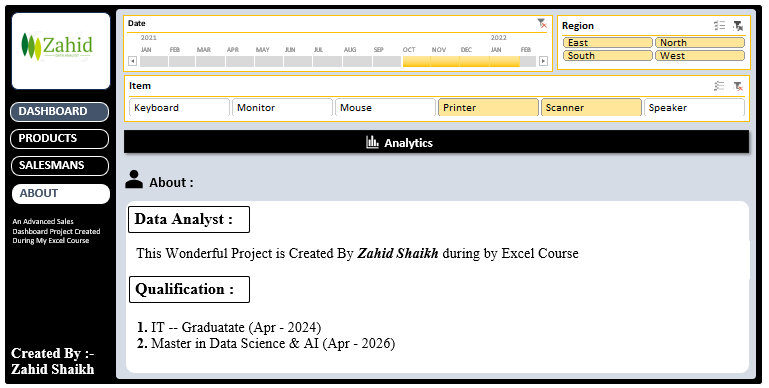 Zahid
DATA ANALYST
DASHBOARD
PRODUCTS
SALESMANS
ABOUT
An Advanced Sales
Dashboard Project Created
During My Excel Course
Created By :-
Zahid Shaikh
Date
2021 2022
JAN FEB MAR APR MAY JUN JUL AUG SEP OCT NOV DEC JAN FEB
Region
East North
South West
Item
Keyboard Monitor Mouse Printer Scanner Speaker
Analytics
About :
Data Analyst :
This Wonderful Project is Created By Zahid Shaikh during by Excel Course
Qualification :
1. IT -- Graduatate (Apr - 2024)
2. Master in Data Science & AI (Apr - 2026)